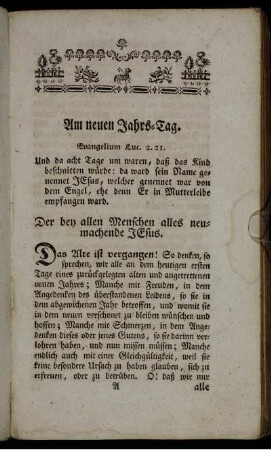 Am neuen Jahrs-Tag.
Evangelium Luc. 2. 21.
Und da acht Tage um waren, daß das Kind
beschnitten würde: da ward sein Name ge-
nennet JEsus, welcher genennet war von
dem Engel, ehe denn Er in Mutterleibe
empfangen ward.
Der bey allen Menschen alles neu-
machende JEsus.
Das Alte ist vergangen! So denken, so
sprechen, wir alle an dem heutigen ersten
Tage eines zurückgelegten alten und angetrettenen
neuen Jahres; Manche mit Freuden, in dem
Angedenken des überstandenen Leidens, so sie in
dem abgewichenen Jahr betroffen, und womit sie
in dem neuen verschonet zu bleiben wünschen und
hoffen; Manche mit Schmerzen, in dem Ange-
denken dieses oder jenes Gutens, so sie darinn ver-
lohren haben, und nun missen müssen; Manche
endlich auch mit einer Gleichgültigkeit, weil sie
keine besondere Ursach zu haben glauben, sich zu
erfreuen, oder zu betrüben. O! daß wir nur
A alle